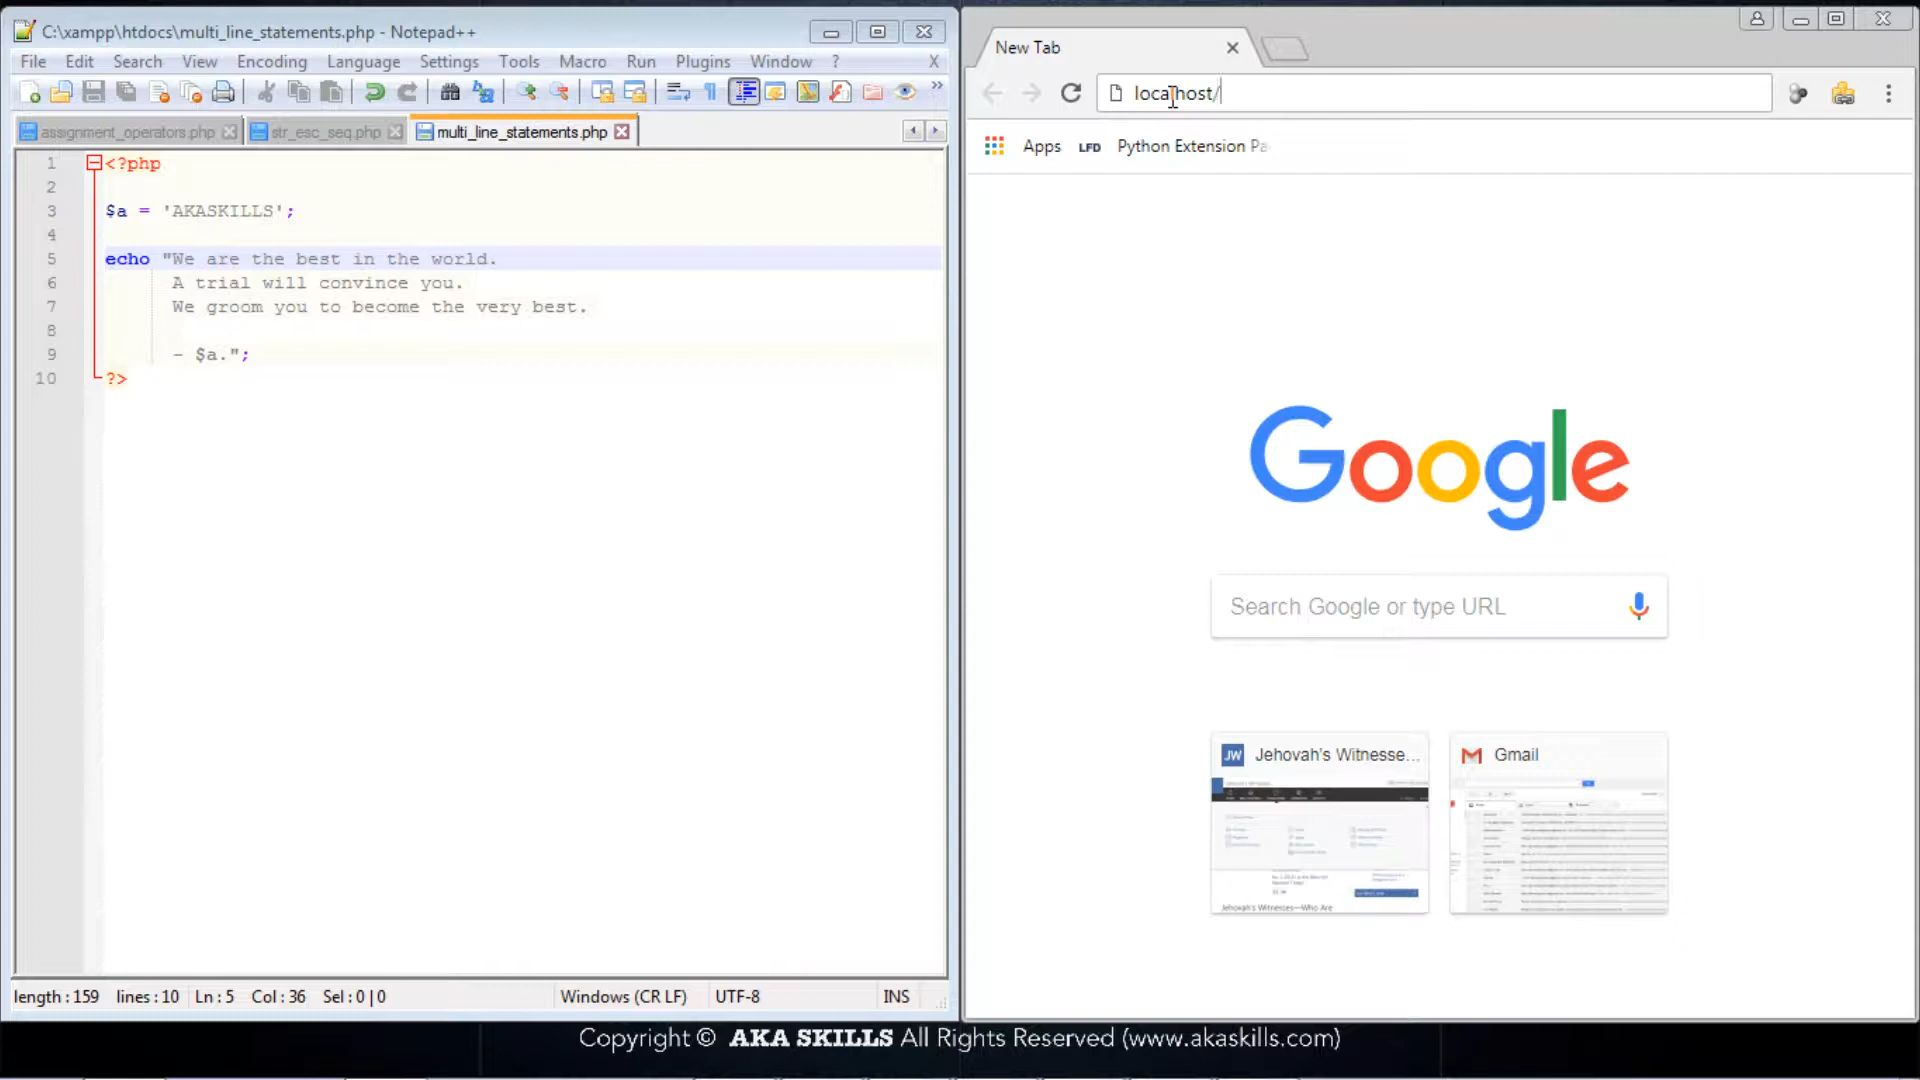 C:\xampp\htdocs\multi_line_statements.php - Notepad++
File Edit Search View Encoding Language Settings Tools Macro Run Plugins Window ? X
assignment_operators.php str_esc_seq.php multi_line_statements.php
1 <?php
2
3 $a = 'AKASKILLS';
4
5 echo "We are the best in the world.
6 A trial will convince you.
7 We groom you to become the very best.
8
9 - $a.";
10 ?>
length : 159 lines : 10 Ln : 5 Col : 36 Sel : 0 | 0 Windows (CR LF) UTF-8 INS
New Tab
localhost/
Apps LFD Python Extension Pa
Google
Search Google or type URL
JW Jehovah's Witnesse...
Gmail
Jehovah's Witnesses—Who Are
Copyright © AKA SKILLS All Rights Reserved (www.akaskills.com)